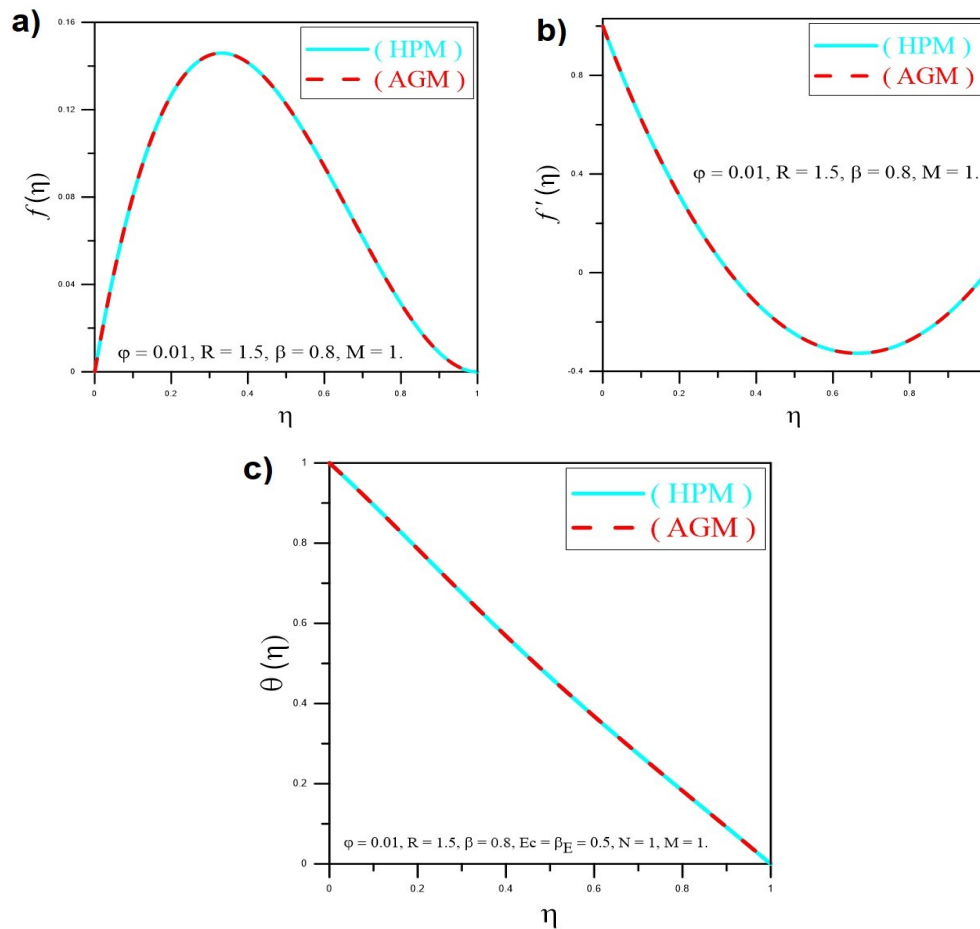 a)
0.16
0.12
0.08
0.04
0
f (η)
( HPM )
( AGM )
φ = 0.01, R = 1.5, β = 0.8, M = 1.
0 0.2 0.4 0.6 0.8 1
η
b)
0.8
0.4
0
-0.4
f ' (η)
( HPM )
( AGM )
φ = 0.01, R = 1.5, β = 0.8, M = 1.
0 0.2 0.4 0.6 0.8
η
c)
1
0.8
0.6
0.4
0.2
0
θ (η)
( HPM )
( AGM )
φ = 0.01, R = 1.5, β = 0.8, Ec = βE = 0.5, N = 1, M = 1.
0 0.2 0.4 0.6 0.8 1
η